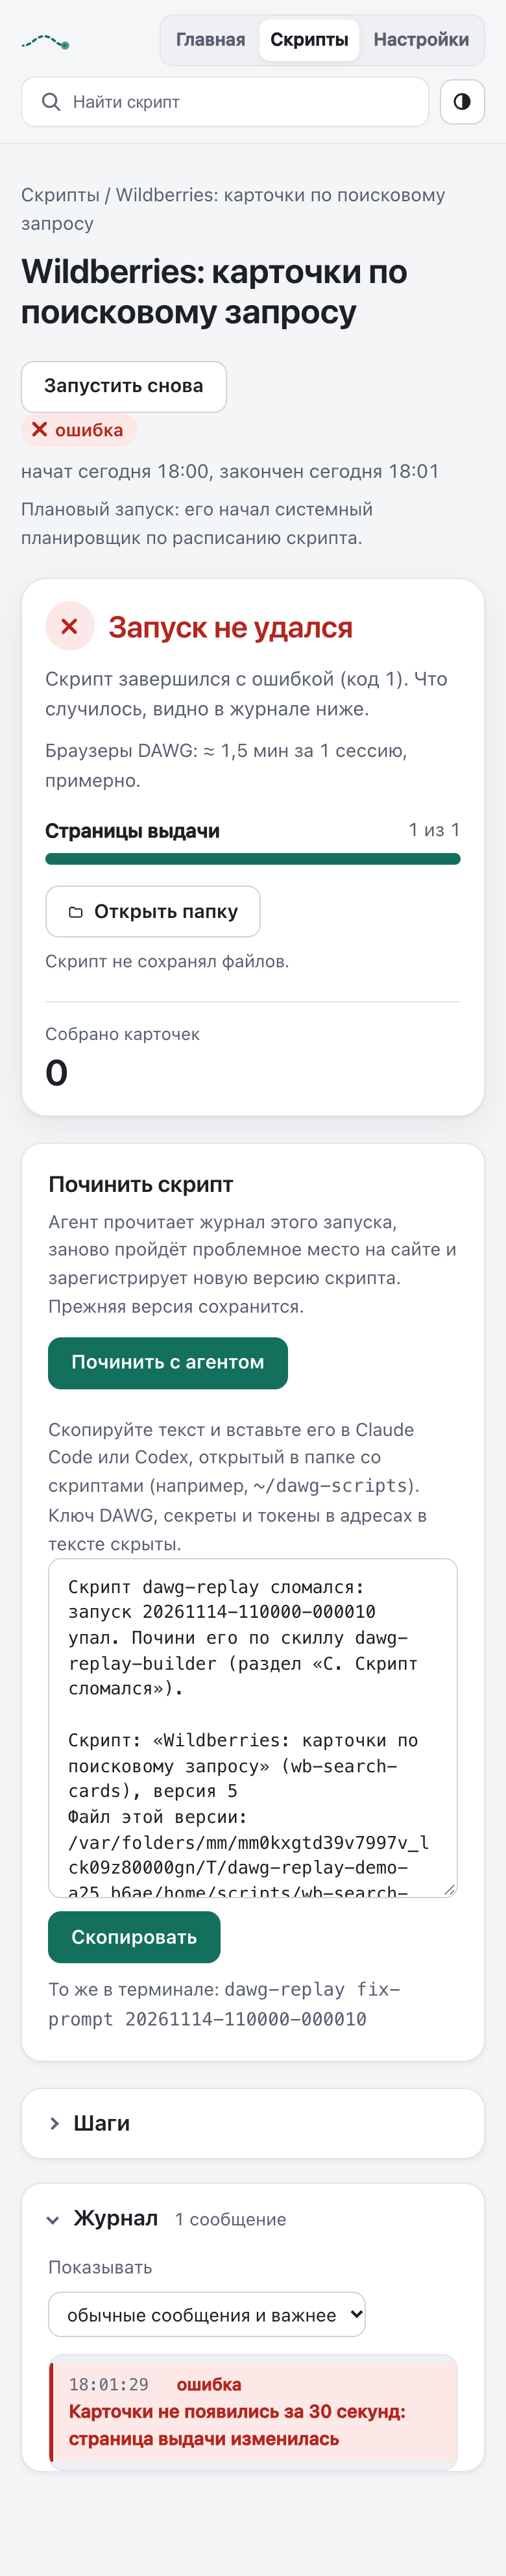 Главная
Скрипты
Настройки
Найти скрипт
Скрипты / Wildberries: карточки по поисковому
запросу
Wildberries: карточки по
поисковому запросу
Запустить снова
ошибка
начат сегодня 18:00, закончен сегодня 18:01
Плановый запуск: его начал системный
планировщик по расписанию скрипта.
Запуск не удался
Скрипт завершился с ошибкой (код 1). Что
случилось, видно в журнале ниже.
Браузеры DAWG: ≈ 1,5 мин за 1 сессию,
примерно.
Страницы выдачи 1 из 1
Открыть папку
Скрипт не сохранял файлов.
Собрано карточек
0
Починить скрипт
Агент прочитает журнал этого запуска,
заново пройдёт проблемное место на сайте и
зарегистрирует новую версию скрипта.
Прежняя версия сохранится.
Починить с агентом
Скопируйте текст и вставьте его в Claude
Code или Codex, открытый в папке со
скриптами (например, ~/dawg-scripts).
Ключ DAWG, секреты и токены в адресах в
тексте скрыты.
Скрипт dawg-replay сломался:
запуск 20261114-110000-000010
упал. Почини его по скиллу dawg-
replay-builder (раздел «C. Скрипт
сломался»).
Скрипт: «Wildberries: карточки по
поисковому запросу» (wb-search-
cards), версия 5
Файл этой версии:
/var/folders/mm/mm0kxgtd39v7997v_l
ck09z80000gn/T/dawg-replay-demo-
a25_b6ae/home/scripts/wb-search-
Скопировать
То же в терминале: dawg-replay fix-
prompt 20261114-110000-000010
Шаги
Журнал 1 сообщение
Показывать
обычные сообщения и важнее
18:01:29 ошибка
Карточки не появились за 30 секунд:
страница выдачи изменилась